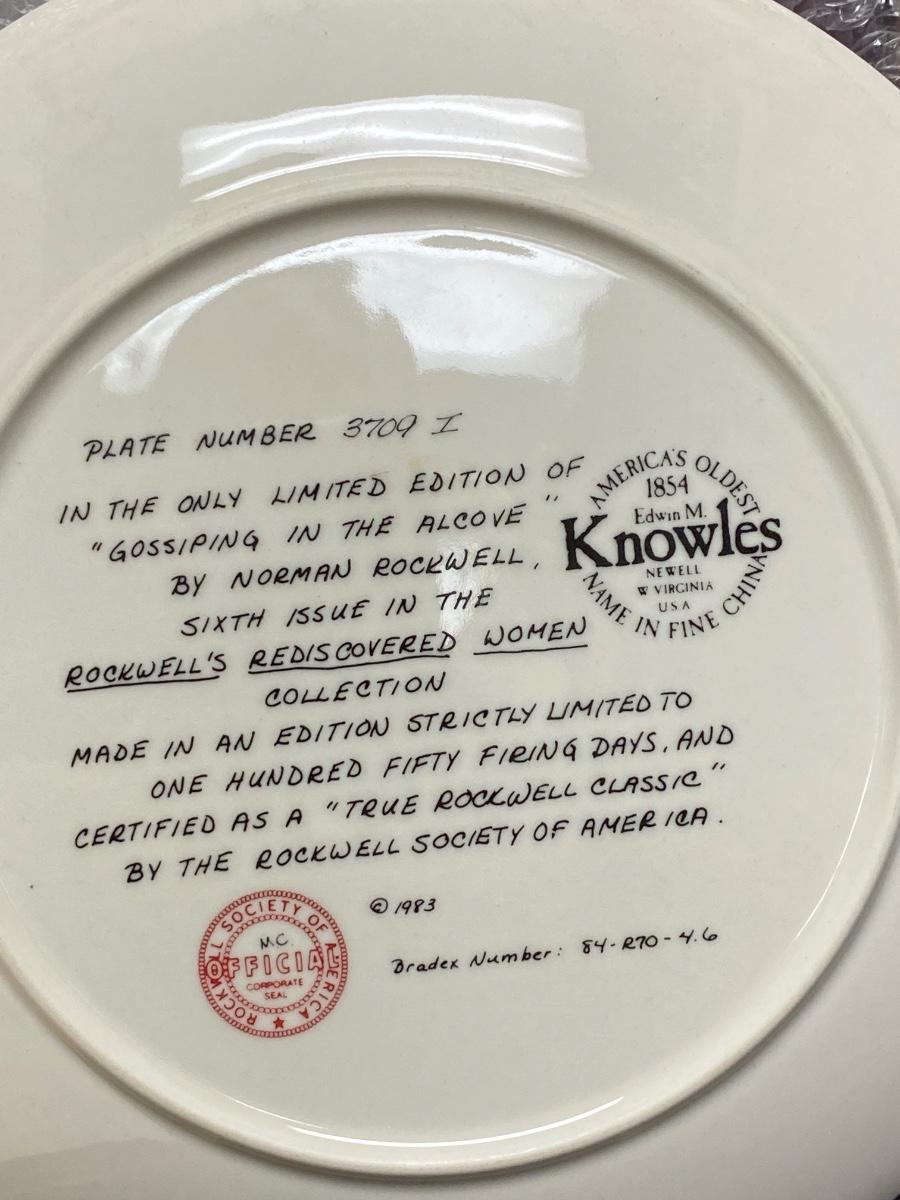 PLATE NUMBER 3709 I
IN THE ONLY LIMITED EDITION OF
"GOSSIPING IN THE ALCOVE"
BY NORMAN ROCKWELL,
SIXTH ISSUE IN THE
ROCKWELL'S REDISCOVERED WOMEN
COLLECTION
MADE IN AN EDITION STRICTLY LIMITED TO
ONE HUNDRED FIFTY FIRING DAYS, AND
CERTIFIED AS A "TRUE ROCKWELL CLASSIC"
BY THE ROCKWELL SOCIETY OF AMERICA.
AMERICA'S OLDEST
1854
Edwin M.
Knowles
NEWELL
W VIRGINIA
USA
NAME IN FINE CHINA
© 1983
Bradex Number: 84-R70-4.6
ROCKWELL SOCIETY OF AMERICA
M.C.
OFFICIAL
CORPORATE
SEAL